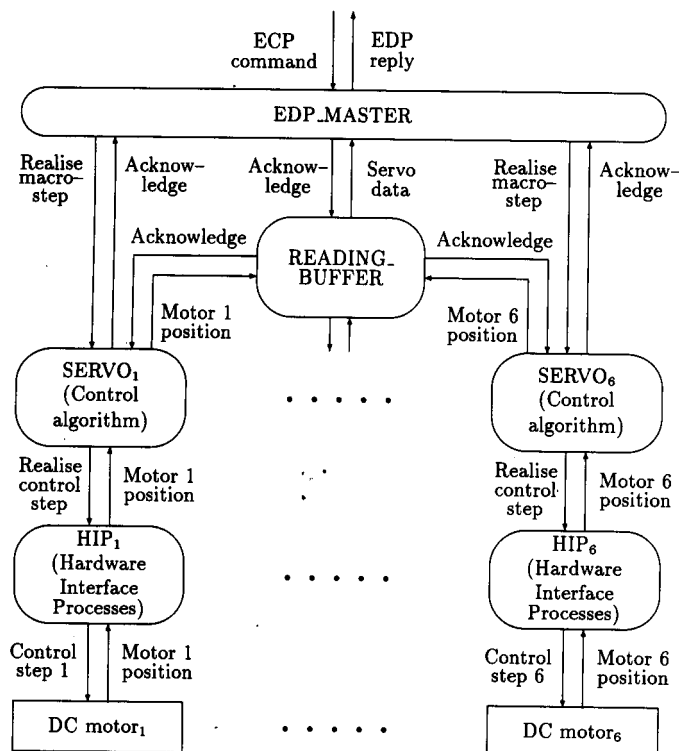 ECP
command
EDP
reply
EDP_MASTER
Realise
macro-
step
Acknow-
ledge
Acknow-
ledge
Servo
data
Realise
macro-
step
Acknow-
ledge
Acknowledge
READING_
BUFFER
Acknowledge
Motor 1
position
Motor 6
position
SERVO₁
(Control
algorithm)
SERVO₆
(Control
algorithm)
Realise
control
step
Motor 1
position
Realise
control
step
Motor 6
position
HIP₁
(Hardware
Interface
Processes)
HIP₆
(Hardware
Interface
Processes)
Control
step 1
Motor 1
position
Control
step 6
Motor 6
position
DC motor₁
DC motor₆